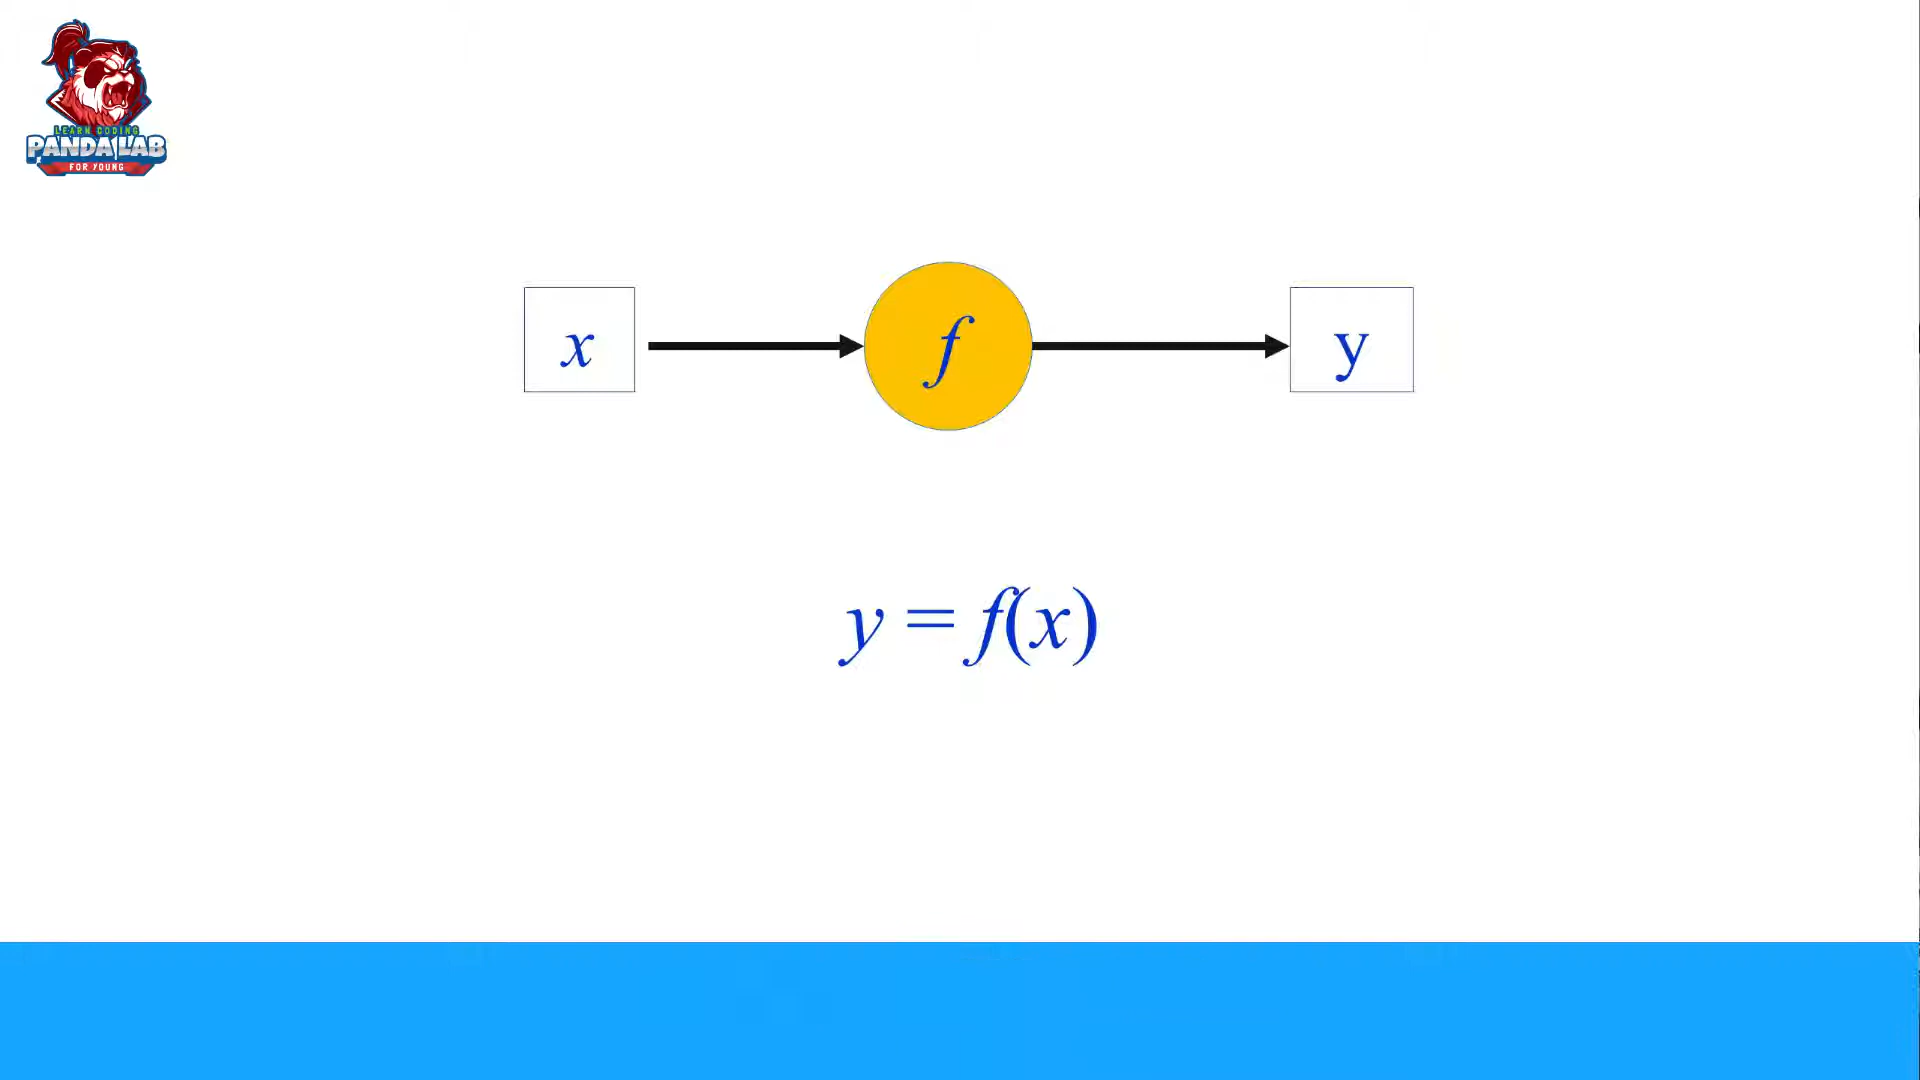 LEARN CODING
PANDA LAB
FOR YOUNG
x
f
y
y = f(x)